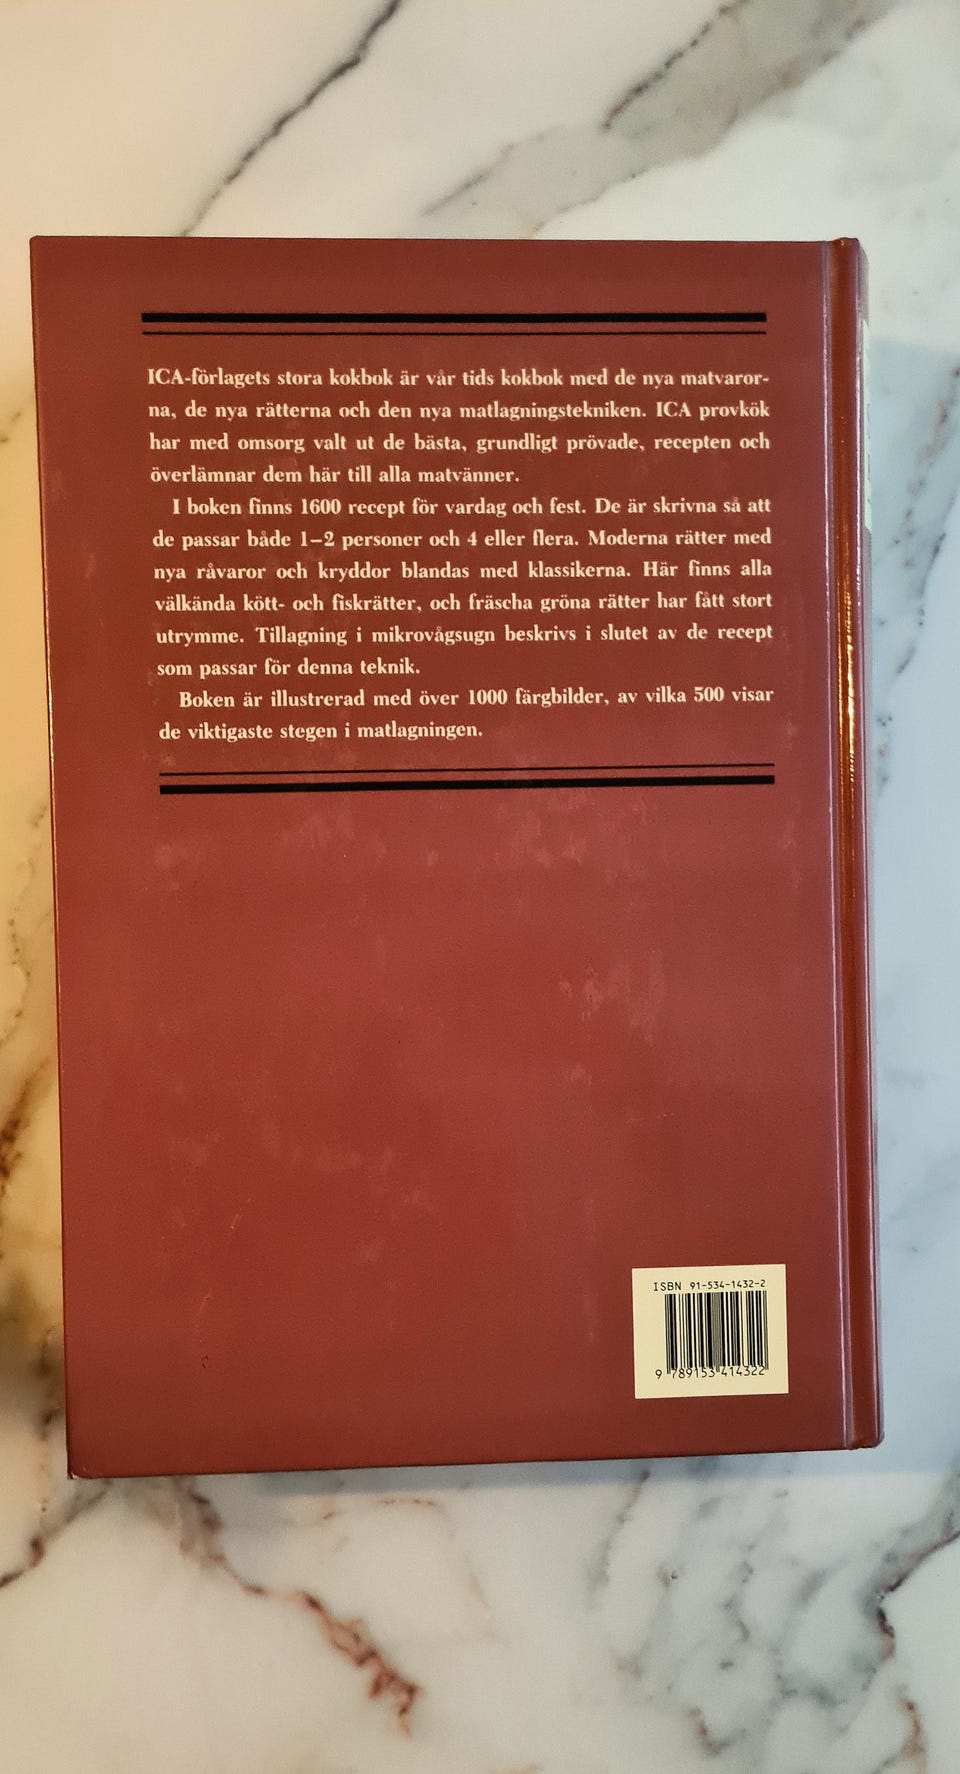 ICA-förlagets stora kokbok är vår tids kokbok med de nya matvaror-
na, de nya rätterna och den nya matlagningstekniken. ICA provkök
har med omsorg valt ut de bästa, grundligt prövade, recepten och
överlämnar dem här till alla matvänner.
I boken finns 1600 recept för vardag och fest. De är skrivna så att
de passar både 1–2 personer och 4 eller flera. Moderna rätter med
nya råvaror och kryddor blandas med klassikerna. Här finns alla
välkända kött- och fiskrätter, och fräscha gröna rätter har fått stort
utrymme. Tillagning i mikrovågsugn beskrivs i slutet av de recept
som passar för denna teknik.
Boken är illustrerad med över 1000 färgbilder, av vilka 500 visar
de viktigaste stegen i matlagningen.
ISBN 91-534-1432-2
9 789153 414322